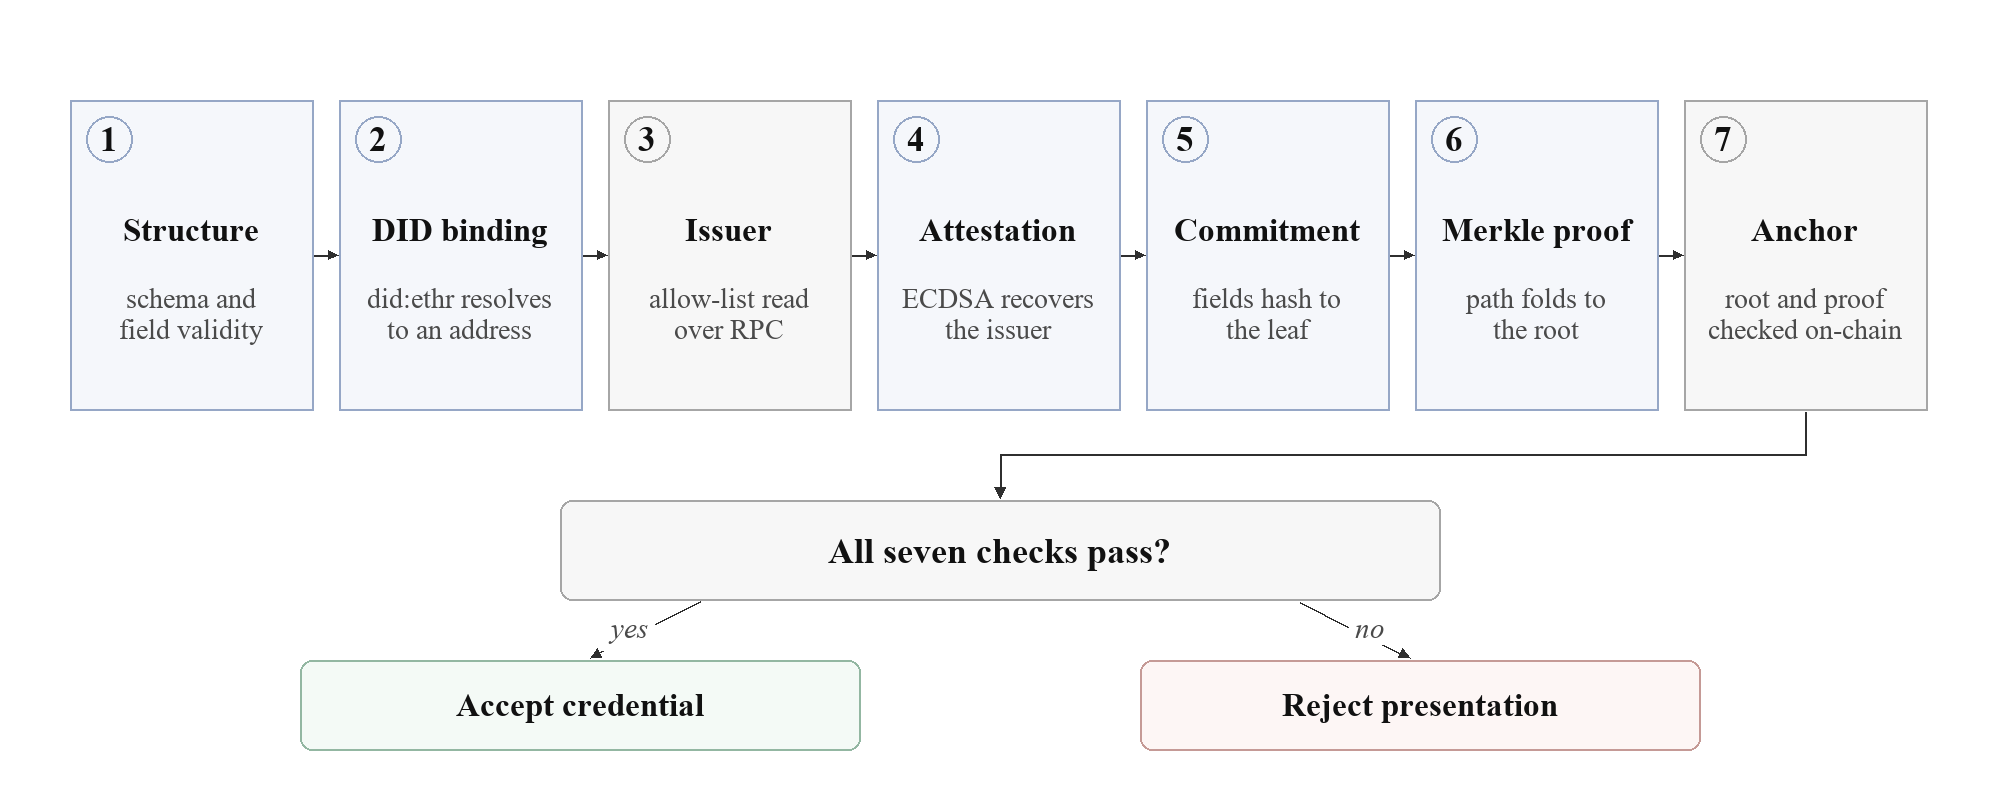 1
Structure
schema and
field validity
2
DID binding
did:ethr resolves
to an address
3
Issuer
allow-list read
over RPC
4
Attestation
ECDSA recovers
the issuer
5
Commitment
fields hash to
the leaf
6
Merkle proof
path folds to
the root
7
Anchor
root and proof
checked on-chain
All seven checks pass?
yes
no
Accept credential
Reject presentation